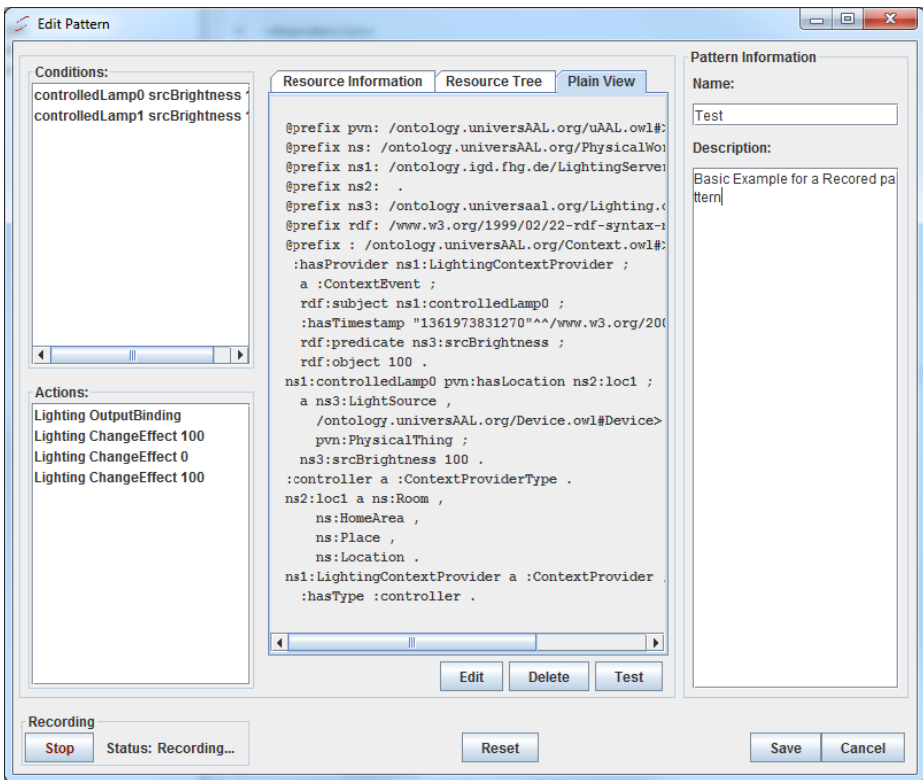 Edit Pattern
Conditions:
controlledLamp0 srcBrightness
controlledLamp1 srcBrightness
Actions:
Lighting OutputBinding
Lighting ChangeEffect 100
Lighting ChangeEffect 0
Lighting ChangeEffect 100
Resource Information
Resource Tree
Plain View
@prefix pvn: /ontology.universAAL.org/uAAL.owl#>
@prefix ns: /ontology.universAAL.org/PhysicalWo
@prefix ns1: /ontology.igd.fhg.de/LightingServe
@prefix ns2:  .
@prefix ns3: /ontology.universaal.org/Lighting.
@prefix rdf: /www.w3.org/1999/02/22-rdf-syntax-
@prefix : /ontology.universAAL.org/Context.owl#>
:hasProvider ns1:LightingContextProvider ;
a :ContextEvent ;
rdf:subject ns1:controlledLamp0 ;
:hasTimestamp "1361973831270"^^/www.w3.org/200
rdf:predicate ns3:srcBrightness ;
rdf:object 100 .
ns1:controlledLamp0 pvn:hasLocation ns2:loc1 ;
a ns3:LightSource ,
/ontology.universAAL.org/Device.owl#Device>
pvn:PhysicalThing ;
ns3:srcBrightness 100 .
:controller a :ContextProviderType .
ns2:loc1 a ns:Room ,
ns:HomeArea ,
ns:Place ,
ns:Location .
ns1:LightingContextProvider a :ContextProvider
:hasType :controller .
Edit
Delete
Test
Pattern Information
Name:
Test
Description:
Basic Example for a Recored pa
ttern
Recording
Stop
Status: Recording...
Reset
Save
Cancel